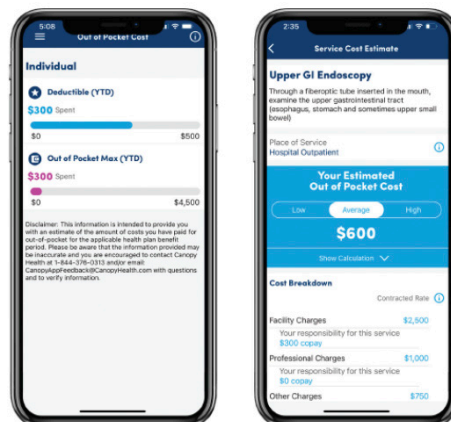 5:08
Out of Pocket Cost
Individual
Deductible (YTD)
$300 Spent
$0 $500
Out of Pocket Max (YTD)
$300 Spent
$0 $4,500
Disclaimer: This information is intended to provide you
with an estimate of the amount of costs you have paid for
out-of-pocket for the applicable health plan benefit
period. Please be aware that the information provided may
be inaccurate and you are encouraged to contact Canopy
Health at 1-844-376-0313 and/or email:
CanopyAppFeedback@CanopyHealth.com with questions
and to verify information.
2:35
Service Cost Estimate
Upper GI Endoscopy
Through a fiberoptic tube inserted in the mouth,
examine the upper gastrointestinal tract
(esophagus, stomach and sometimes upper small
bowel)
Place of Service
Hospital Outpatient
Your Estimated
Out of Pocket Cost
Low Average High
$600
Show Calculation
Cost Breakdown
Contracted Rate
Facility Charges $2,500
Your responsibility for this service
$300 copay
Professional Charges $1,000
Your responsibility for this service
$0 copay
Other Charges $750